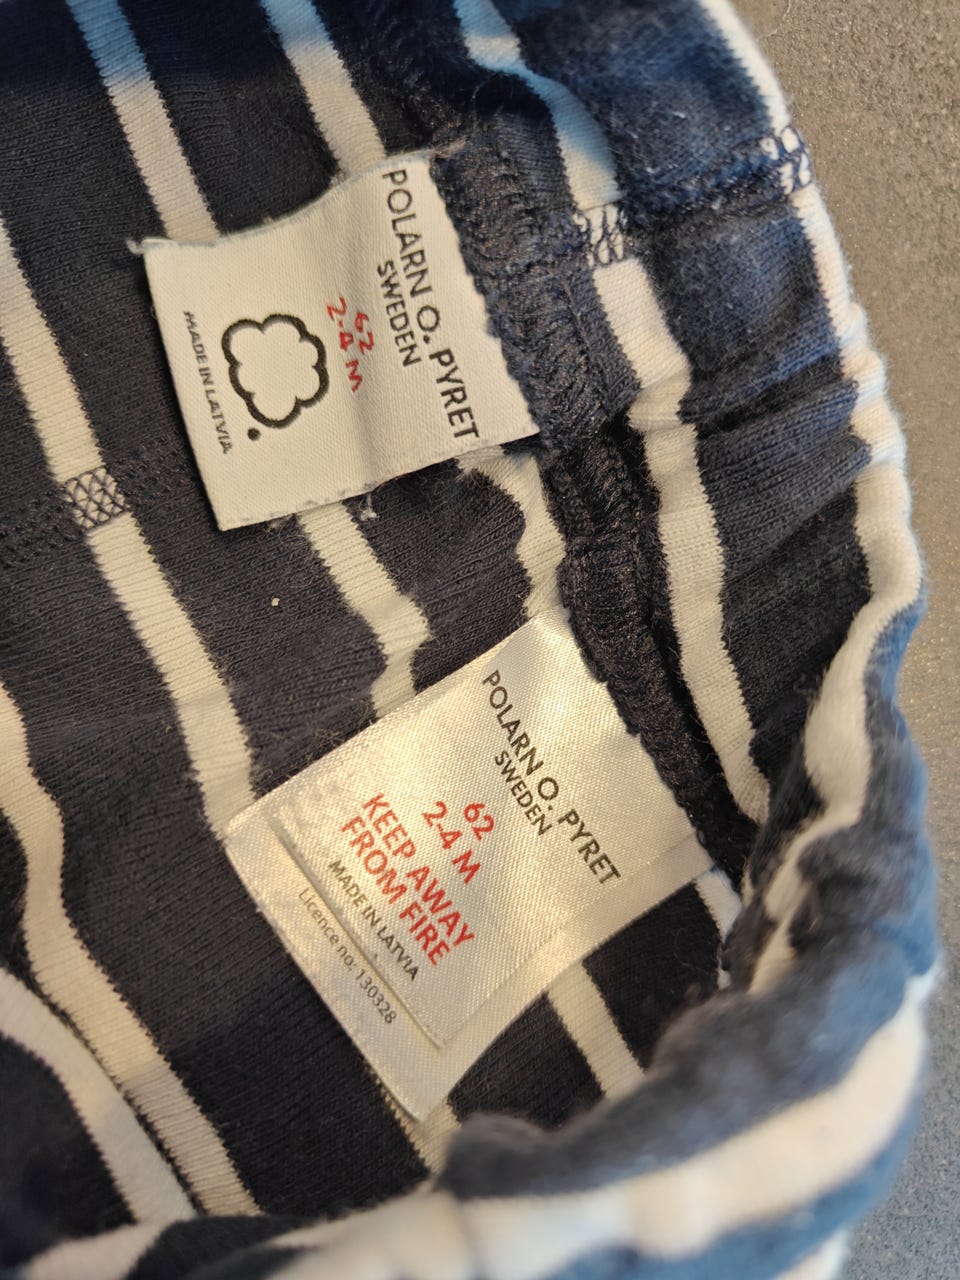 POLARN O. PYRET
SWEDEN
62
2-4 M
MADE IN LATVIA
POLARN O. PYRET
SWEDEN
62
2-4 M
KEEP AWAY
FROM FIRE
MADE IN LATVIA
Licence no: 130328